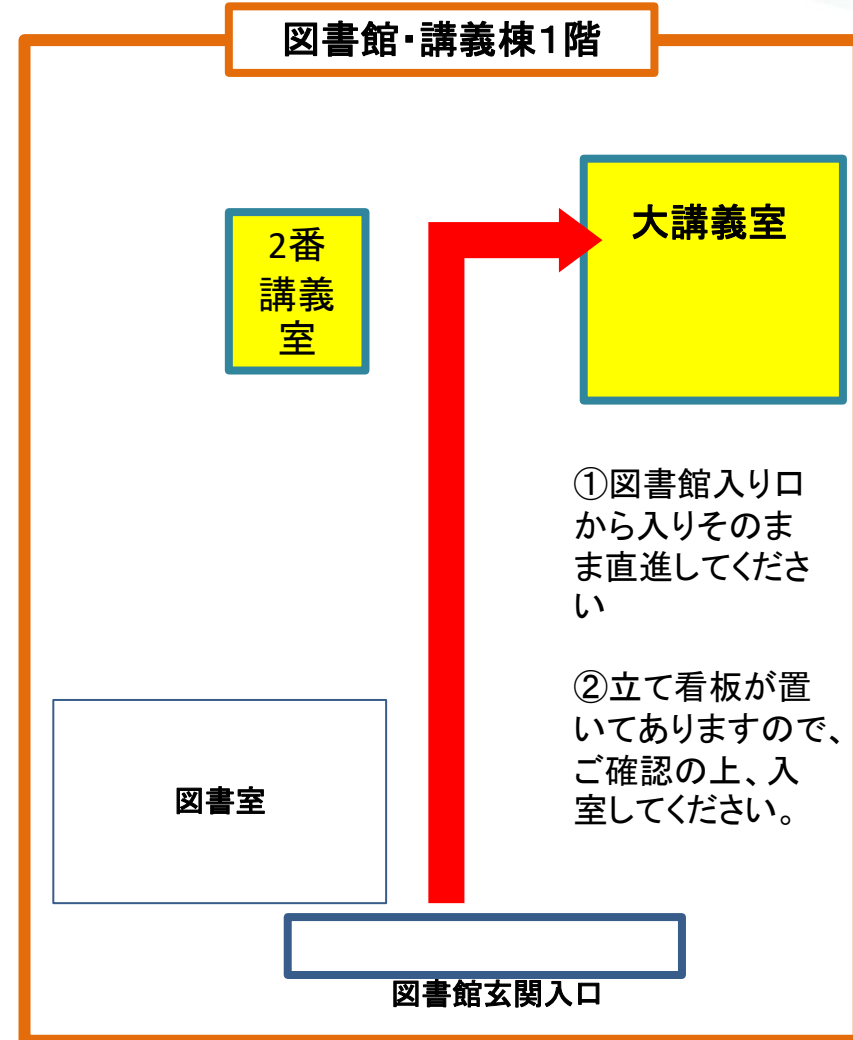 図書館・講義棟1階
大講義室
2番
講義
室
①図書館入り口
から入りそのま
ま直進してくださ
い
②立て看板が置
いてありますので、
ご確認の上、入
室してください。
図書室
図書館玄関入口